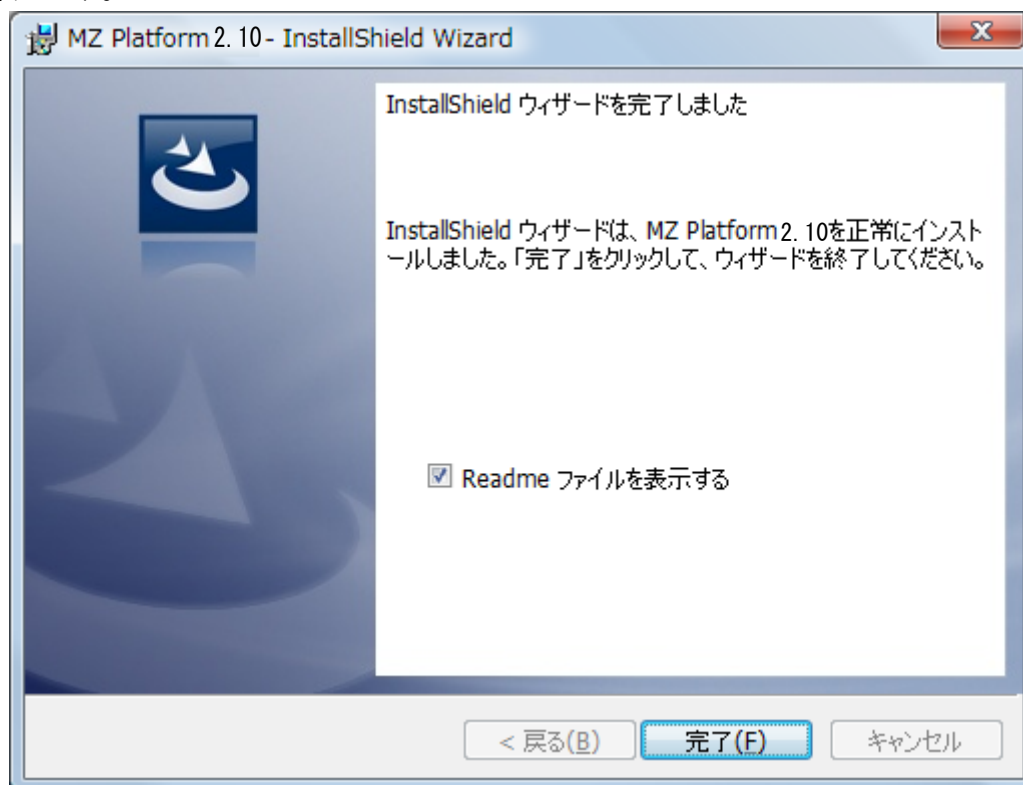 MZ Platform 2.10 - InstallShield Wizard
InstallShield ウィザードを完了しました
InstallShield ウィザードは、MZ Platform 2.10を正常にインスト
ールしました。「完了」をクリックして、ウィザードを終了してください。
Readme ファイルを表示する
< 戻る(B)
完了(F)
キャンセル